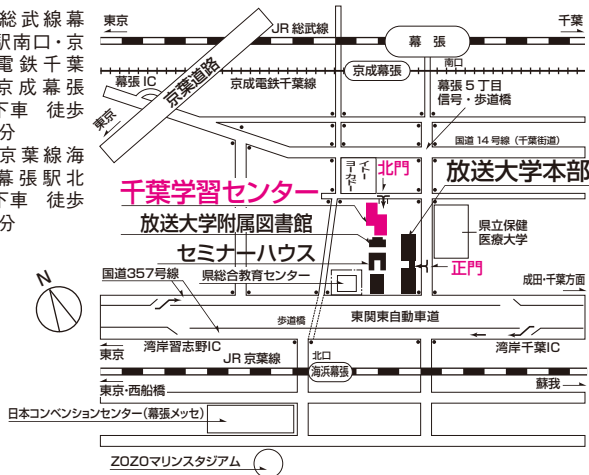 総武線幕
駅南口・京
電鉄千葉
京成幕張
下車 徒歩
分
京葉線海
幕張駅北
下車 徒歩
分
東京
JR 総武線
幕張
千葉
南口
京成幕張
京成電鉄千葉線
幕張IC
京葉道路
東京
幕張5丁目
信号・歩道橋
国道14号線（千葉街道）
イトーヨーカドー
北門
放送大学本部
千葉学習センター
放送大学附属図書館
セミナーハウス
県総合教育センター
県立保健
医療大学
正門
N
国道357号線
成田・千葉方面
歩道橋
東関東自動車道
東京
湾岸習志野IC
湾岸千葉IC
JR 京葉線
北口
海浜幕張
東京・西船橋
蘇我
日本コンベンションセンター（幕張メッセ）
ZOZOマリンスタジアム